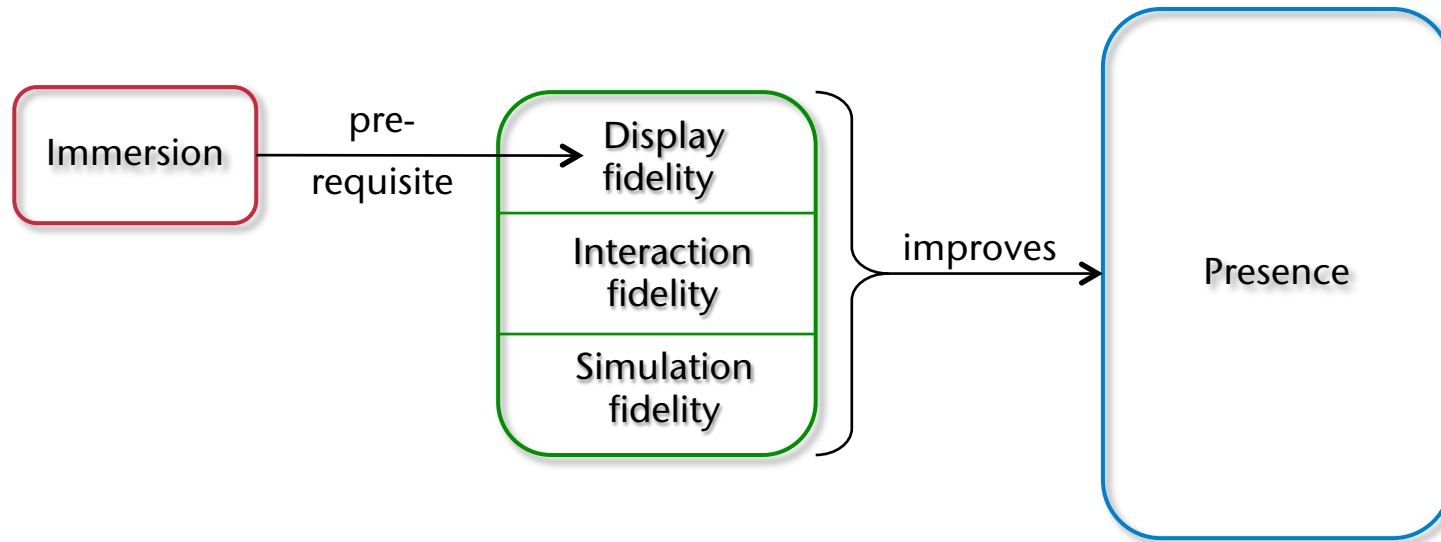 Immersion
pre-
requisite
Display
fidelity
Interaction
fidelity
Simulation
fidelity
improves
Presence